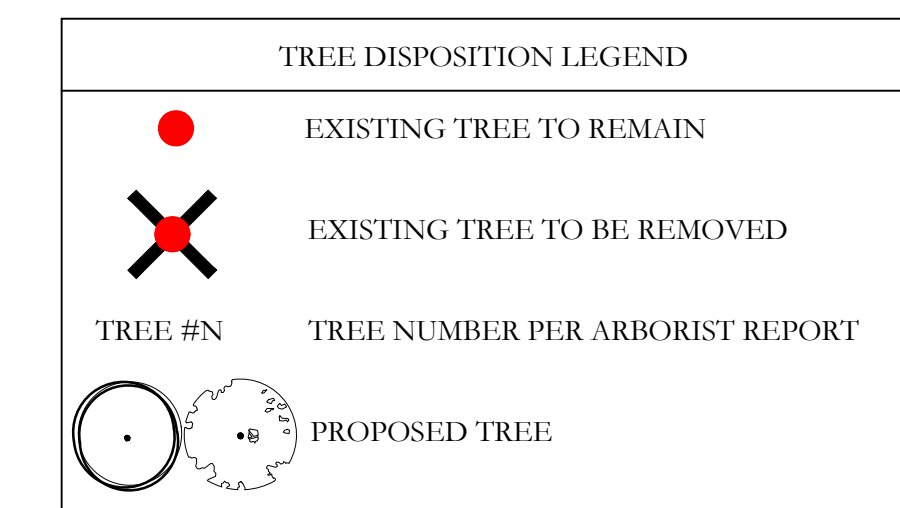 TREE DISPOSITION LEGEND
EXISTING TREE TO REMAIN
EXISTING TREE TO BE REMOVED
TREE #N TREE NUMBER PER ARBORIST REPORT
PROPOSED TREE